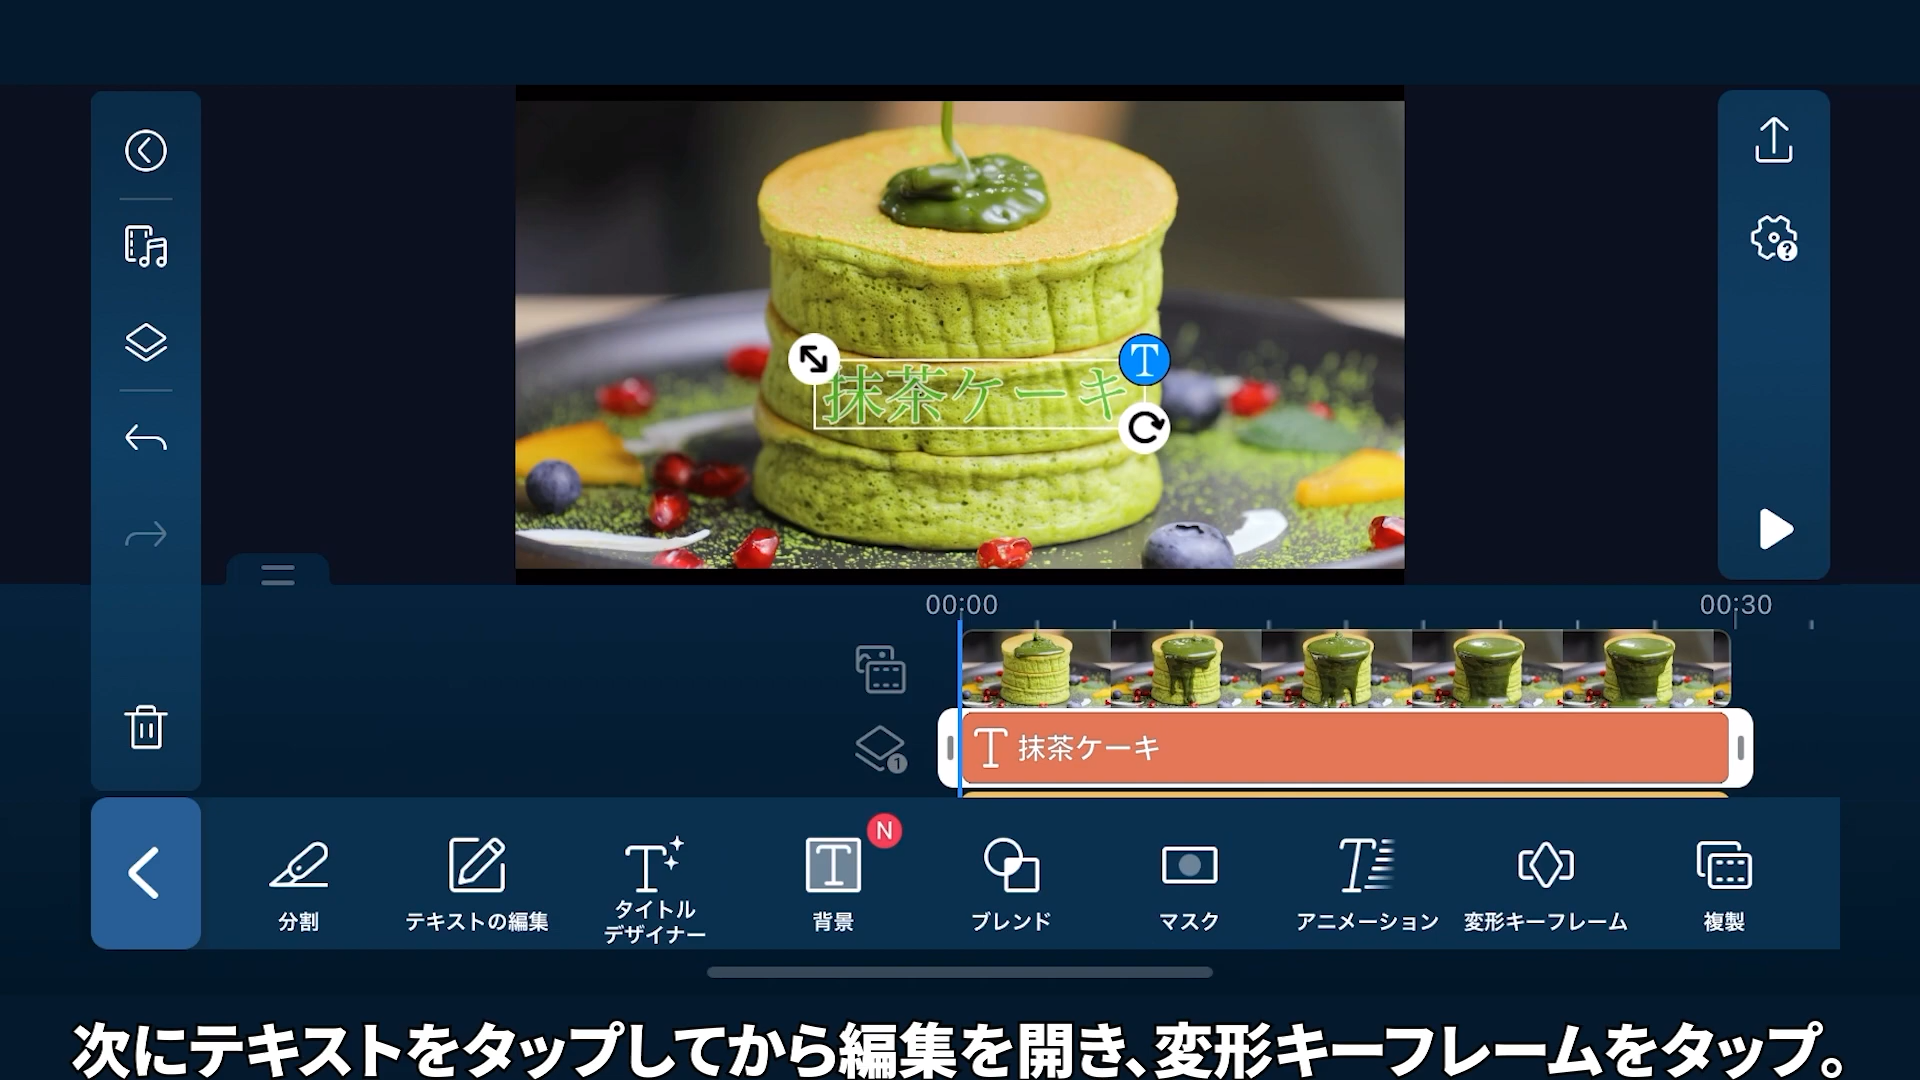 抹茶ケーキ
T
00:00
00:30
T 抹茶ケーキ
1
N
分割
テキストの編集
タイトル
デザイナー
背景
ブレンド
マスク
アニメーション
変形キーフレーム
複製
次にテキストをタップしてから編集を開き、変形キーフレームをタップ。